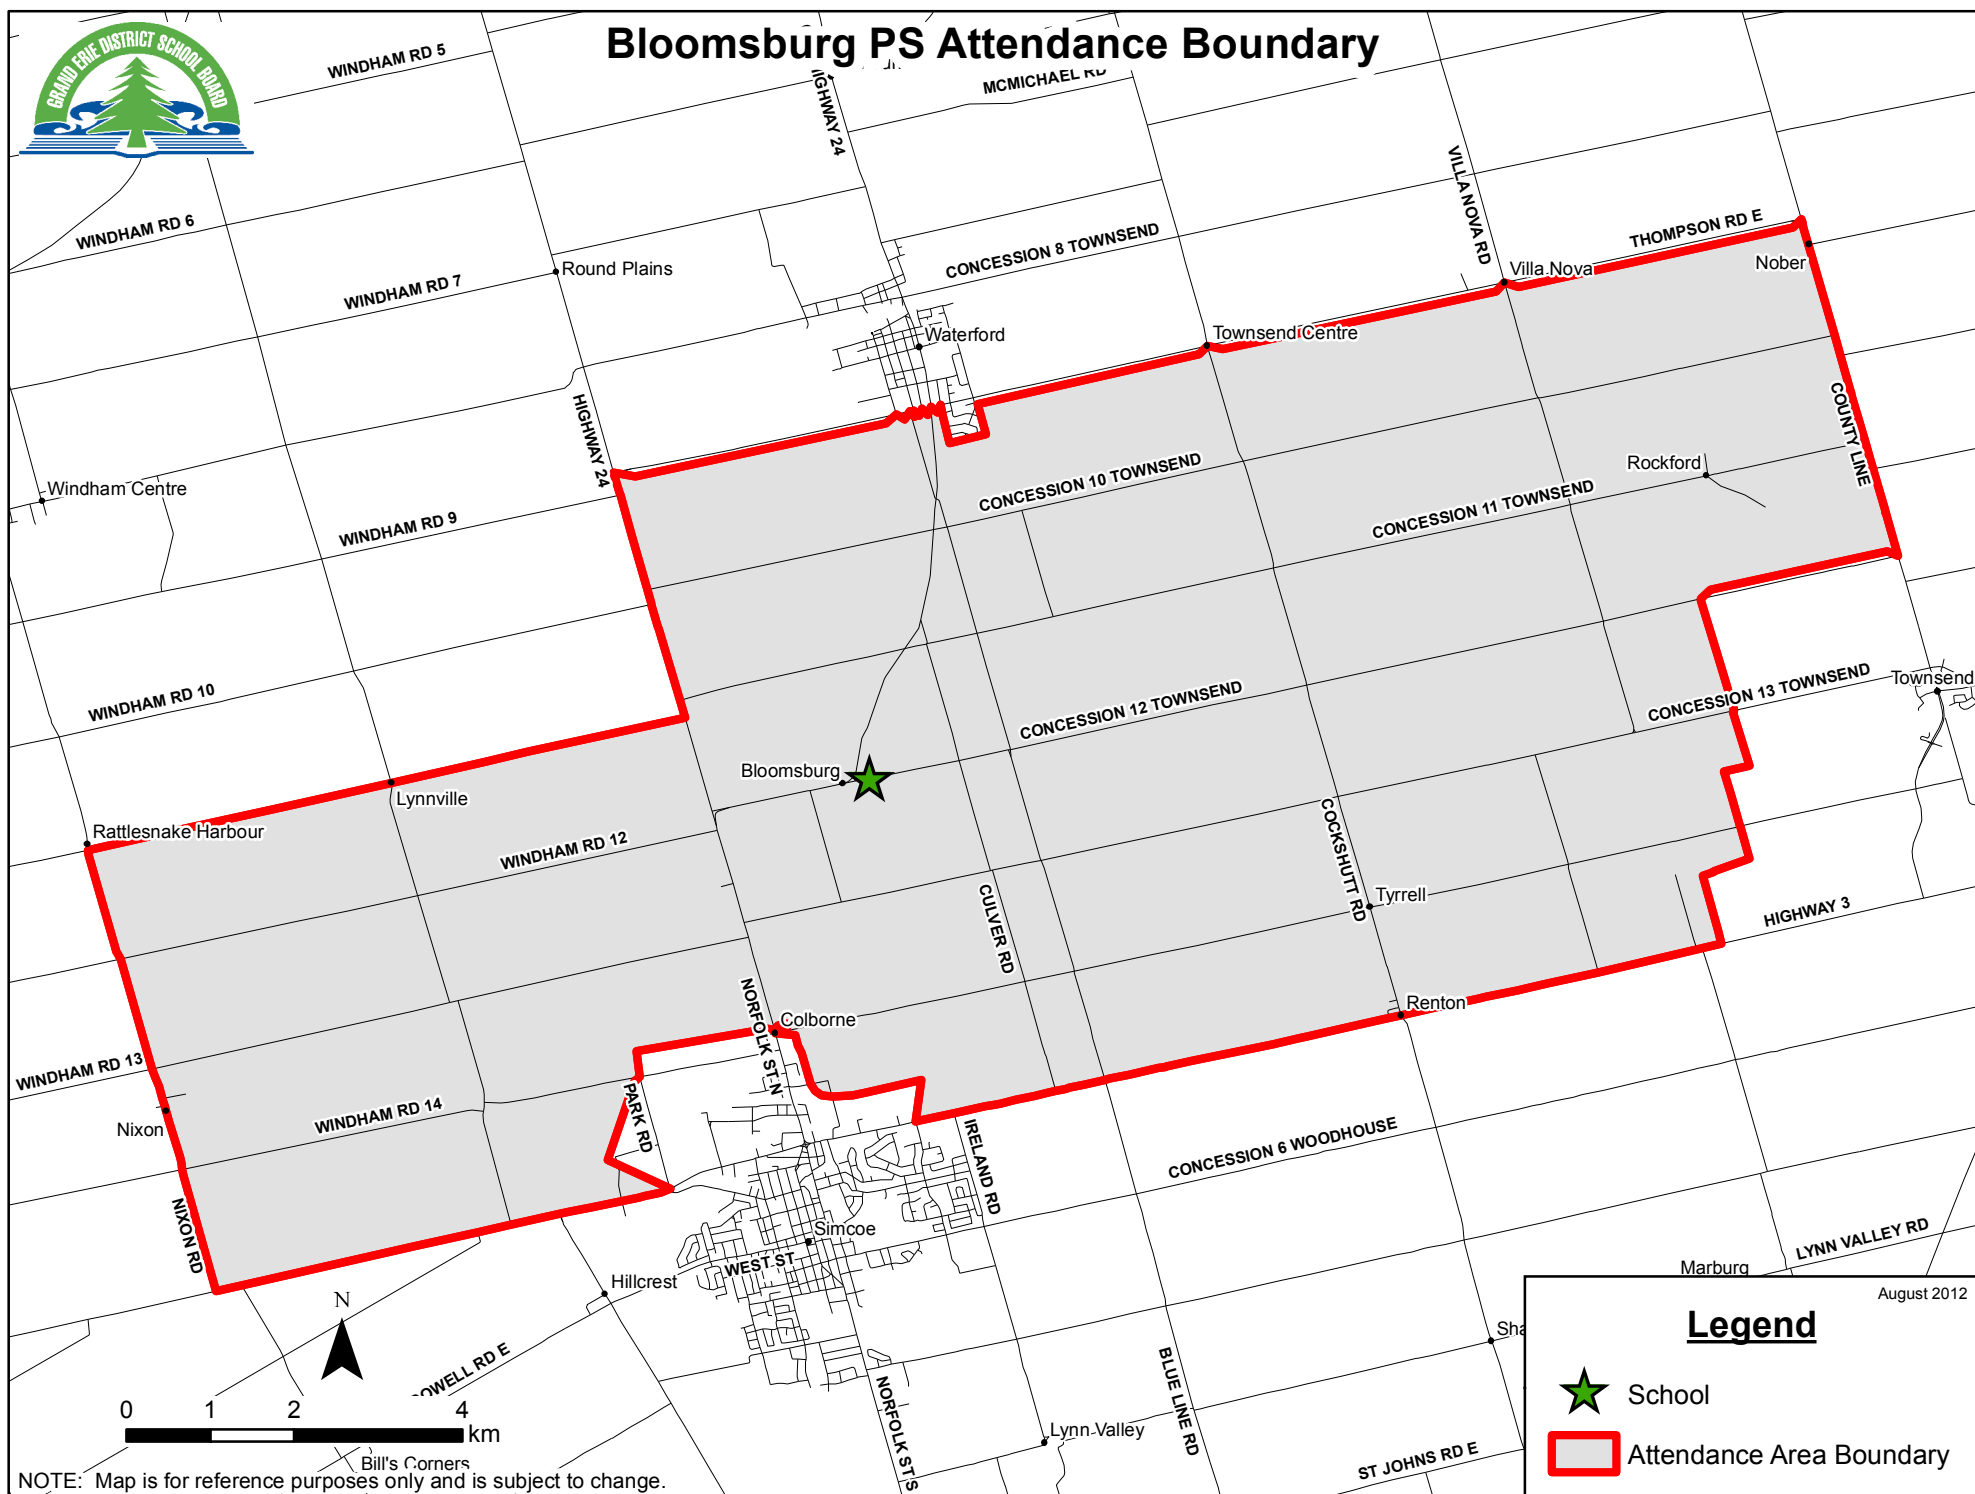 Bloomsburg PS Attendance Boundary
GRAND ERIE DISTRICT SCHOOL BOARD
WINDHAM RD 5
HIGHWAY 24
MCMICHAEL RD
VILLA NOVA RD
WINDHAM RD 6
THOMPSON RD E
CONCESSION 8 TOWNSEND
Round Plains
Villa Nova
Nober
WINDHAM RD 7
Waterford
Townsend Centre
HIGHWAY 24
COUNTY LINE
Rockford
Windham Centre
CONCESSION 10 TOWNSEND
CONCESSION 11 TOWNSEND
WINDHAM RD 9
Townsend
WINDHAM RD 10
CONCESSION 12 TOWNSEND
CONCESSION 13 TOWNSEND
Bloomsburg
Lynnville
Rattlesnake Harbour
WINDHAM RD 12
COCKSHUTT RD
Tyrrell
CULVER RD
HIGHWAY 3
Renton
NORFOLK ST N
Colborne
WINDHAM RD 13
WINDHAM RD 14
PARK RD
Nixon
IRELAND RD
CONCESSION 6 WOODHOUSE
NIXON RD
Simcoe
WEST ST
LYNN VALLEY RD
Marburg
Hillcrest
N
August 2012
Legend
School
Attendance Area Boundary
BLUE LINE RD
NORFOLK ST S
Lynn Valley
ST JOHNS RD E
0 1 2 4
km
Bill's Corners
NOTE: Map is for reference purposes only and is subject to change.